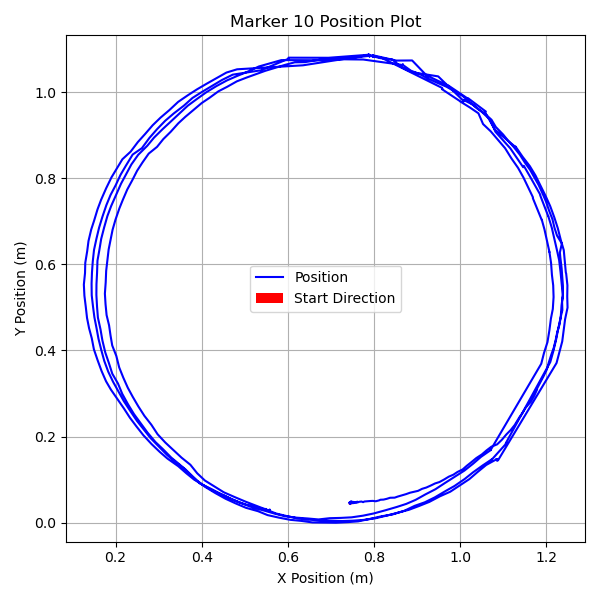 Marker 10 Position Plot
1.0
0.8
0.6
0.4
0.2
0.0
Y Position (m)
Position
Start Direction
0.2 0.4 0.6 0.8 1.0 1.2
X Position (m)